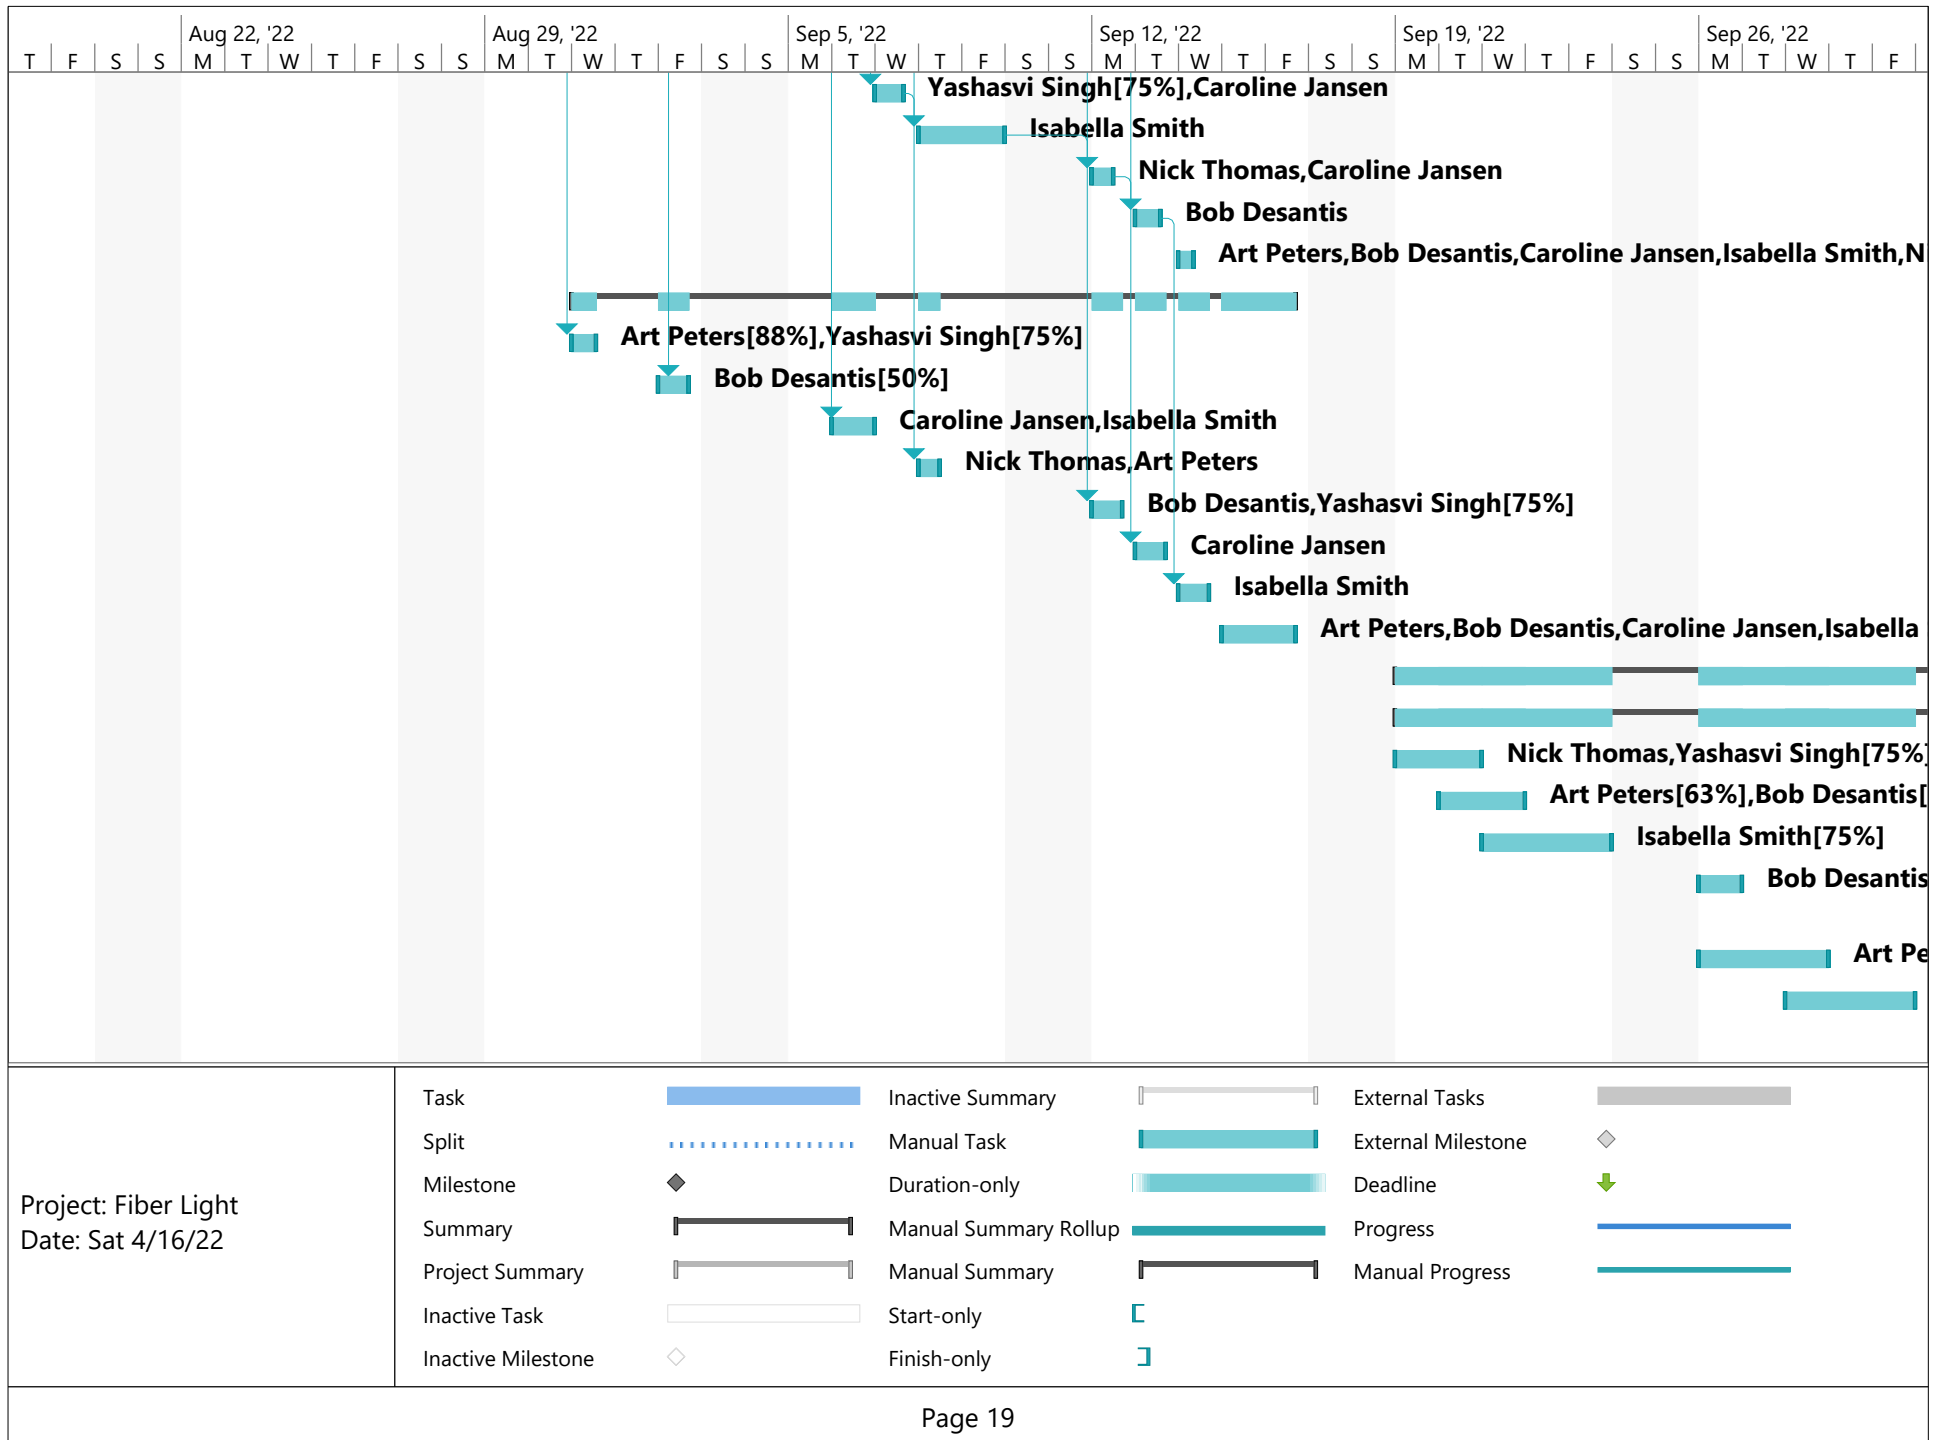 Aug 22, '22 Aug 29, '22 Sep 5, '22 Sep 12, '22 Sep 19, '22 Sep 26, '22
T F S S M T W T F S S M T W T F S S M T W T F S S M T W T F S S M T W T F S S M T W T F
Yashasvi Singh[75%],Caroline Jansen
Isabella Smith
Nick Thomas,Caroline Jansen
Bob Desantis
Art Peters,Bob Desantis,Caroline Jansen,Isabella Smith,N
Art Peters[88%],Yashasvi Singh[75%]
Bob Desantis[50%]
Caroline Jansen,Isabella Smith
Nick Thomas,Art Peters
Bob Desantis,Yashasvi Singh[75%]
Caroline Jansen
Isabella Smith
Art Peters,Bob Desantis,Caroline Jansen,Isabella
Nick Thomas,Yashasvi Singh[75%]
Art Peters[63%],Bob Desantis[
Isabella Smith[75%]
Bob Desantis
Art Pe
Project: Fiber Light
Date: Sat 4/16/22
Task
Split
Milestone
Summary
Project Summary
Inactive Task
Inactive Milestone
Inactive Summary
Manual Task
Duration-only
Manual Summary Rollup
Manual Summary
Start-only
Finish-only
External Tasks
External Milestone
Deadline
Progress
Manual Progress
Page 19